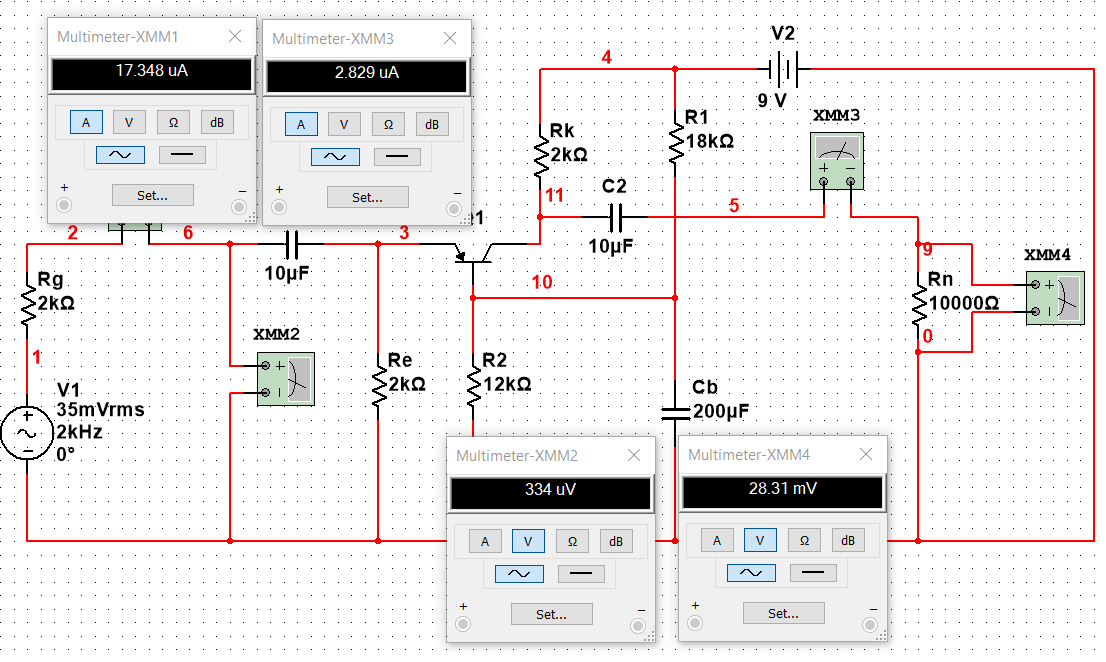 Multimeter-XMM1
17.348 uA
A V Ω dB
Set...
+ −
Multimeter-XMM3
2.829 uA
A V Ω dB
Set...
+ −
V2
4
9 V
XMM3
+ −
Rk
2kΩ
R1
18kΩ
11
C2
10µF
5
1
2
6
3
10µF
10
9
XMM4
+
Rg
2kΩ
Rn
10000Ω
0
XMM2
+
1
V1
35mVrms
2kHz
0°
+
−
Re
2kΩ
R2
12kΩ
Cb
200µF
Multimeter-XMM2
334 uV
A V Ω dB
Set...
+ −
Multimeter-XMM4
28.31 mV
A V Ω dB
Set...
+ −